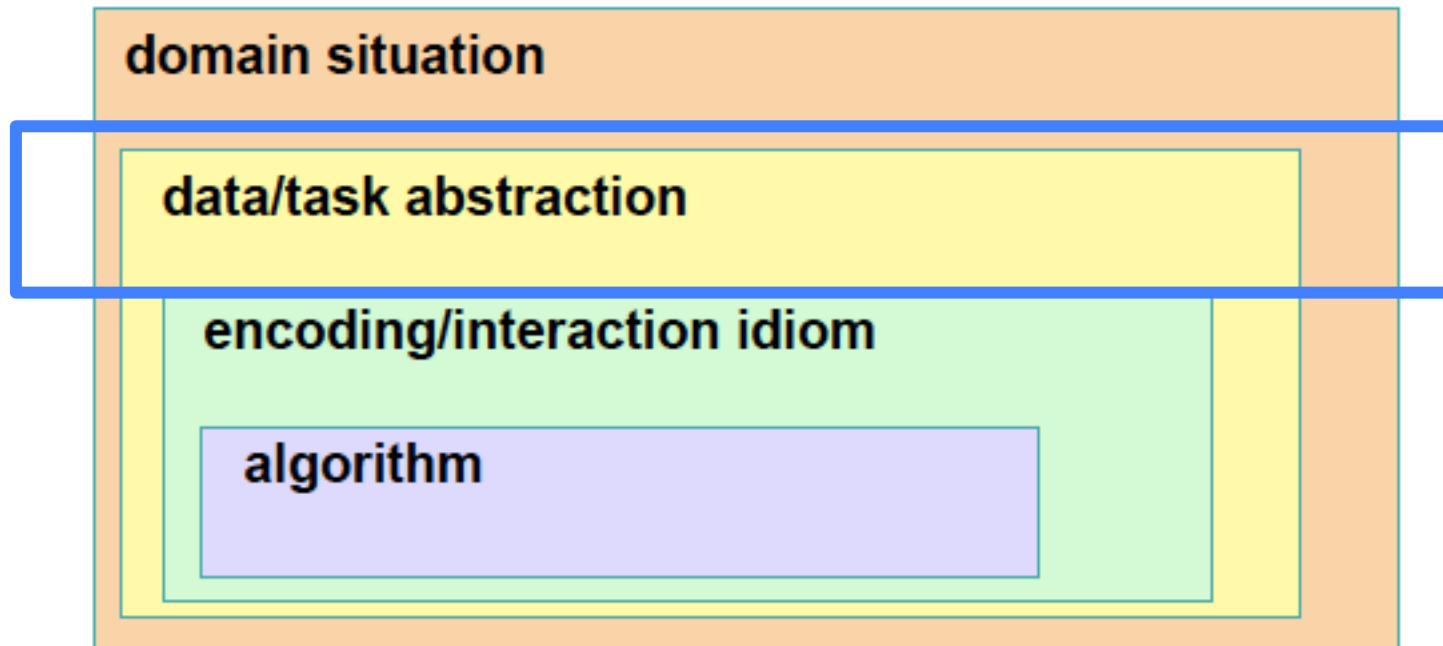 domain situation
data/task abstraction
encoding/interaction idiom
algorithm